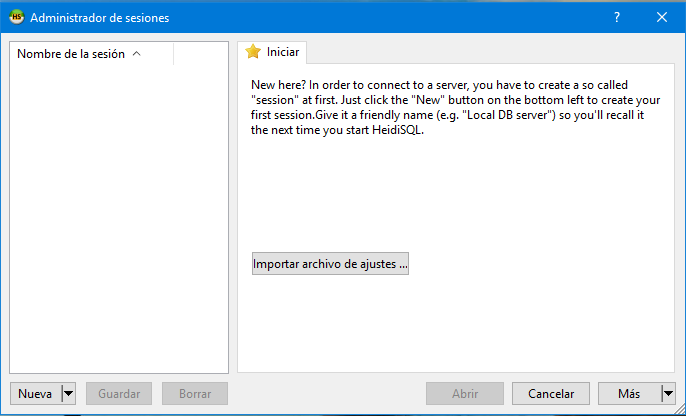 HS Administrador de sesiones ?
Nombre de la sesión
Iniciar
New here? In order to connect to a server, you have to create a so called
"session" at first. Just click the "New" button on the bottom left to create your
first session.Give it a friendly name (e.g. "Local DB server") so you'll recall it
the next time you start HeidiSQL.
Importar archivo de ajustes ...
Nueva Guardar Borrar Abrir Cancelar Más